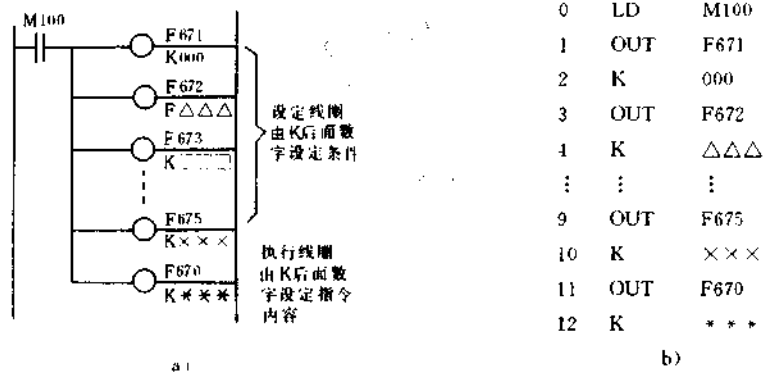 M100
F671
K000
F672
F△△△
F673
K
设定线圈
由K后面数
字设定条件
F675
K×××
F670
K***
执行线圈
由K后面数
字设定指令
内容
a)
0 LD M100
1 OUT F671
2 K 000
3 OUT F672
4 K △△△
⋮ ⋮ ⋮
9 OUT F675
10 K ×××
11 OUT F670
12 K ***
b)